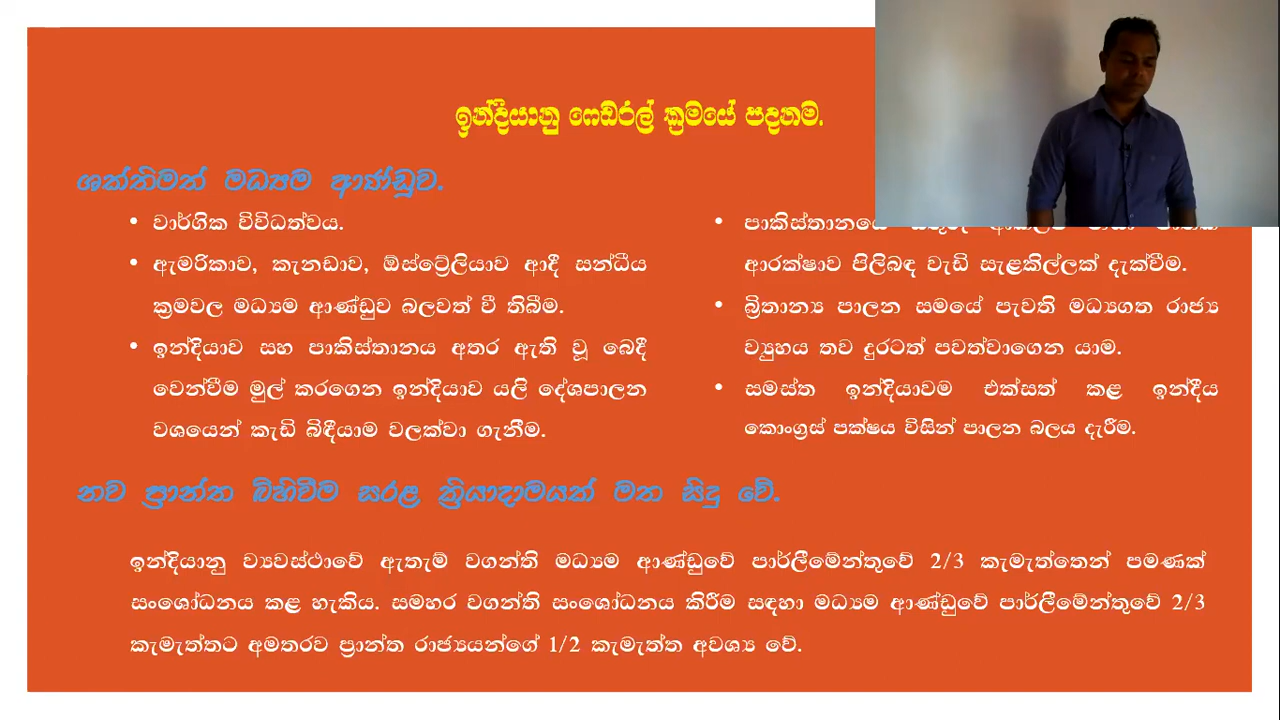 ඉන්දියානු ෆෙඩරල් ක්‍රමයේ පදනම.
ශක්තිමත් මධ්‍යම ආණ්ඩුව.
• වාර්ගික විවිධත්වය.
• ඇමරිකාව, කැනඩාව, ඕස්ට්‍රේලියාව ආදී සන්ධීය
ක්‍රමවල මධ්‍යම ආණ්ඩුව බලවත් වී තිබීම.
• ඉන්දියාව සහ පාකිස්තානය අතර ඇති වූ බෙදී
වෙන්වීම මුල් කරගෙන ඉන්දියාව යලි දේශපාලන
වශයෙන් කැඩි බිඳීයාම වලක්වා ගැනීම.
•
ආරක්ෂාව පිලිබඳ වැඩි සැළකිල්ලක් දැක්වීම.
• බ්‍රිතාන්‍ය පාලන සමයේ පැවති මධ්‍යගත රාජ්‍ය
ව්‍යුහය තව දුරටත් පවත්වාගෙන යාම.
• සමස්ත ඉන්දියාවම එක්සත් කළ ඉන්දීය
කොංග්‍රස් පක්ෂය විසින් පාලන බලය දැරීම.
නව ප්‍රාන්ත බිහිවීම සරළ ක්‍රියාදාමයක් මත සිදු වේ.
ඉන්දියානු ව්‍යවස්ථාවේ ඇතැම් වගන්ති මධ්‍යම ආණ්ඩුවේ පාර්ලිමේන්තුවේ 2/3 කැමැත්තෙන් පමණක්
සංශෝධනය කළ හැකිය. සමහර වගන්ති සංශෝධනය කිරීම සඳහා මධ්‍යම ආණ්ඩුවේ පාර්ලිමේන්තුවේ 2/3
කැමැත්තට අමතරව ප්‍රාන්ත රාජ්‍යයන්ගේ 1/2 කැමැත්ත අවශ්‍ය වේ.